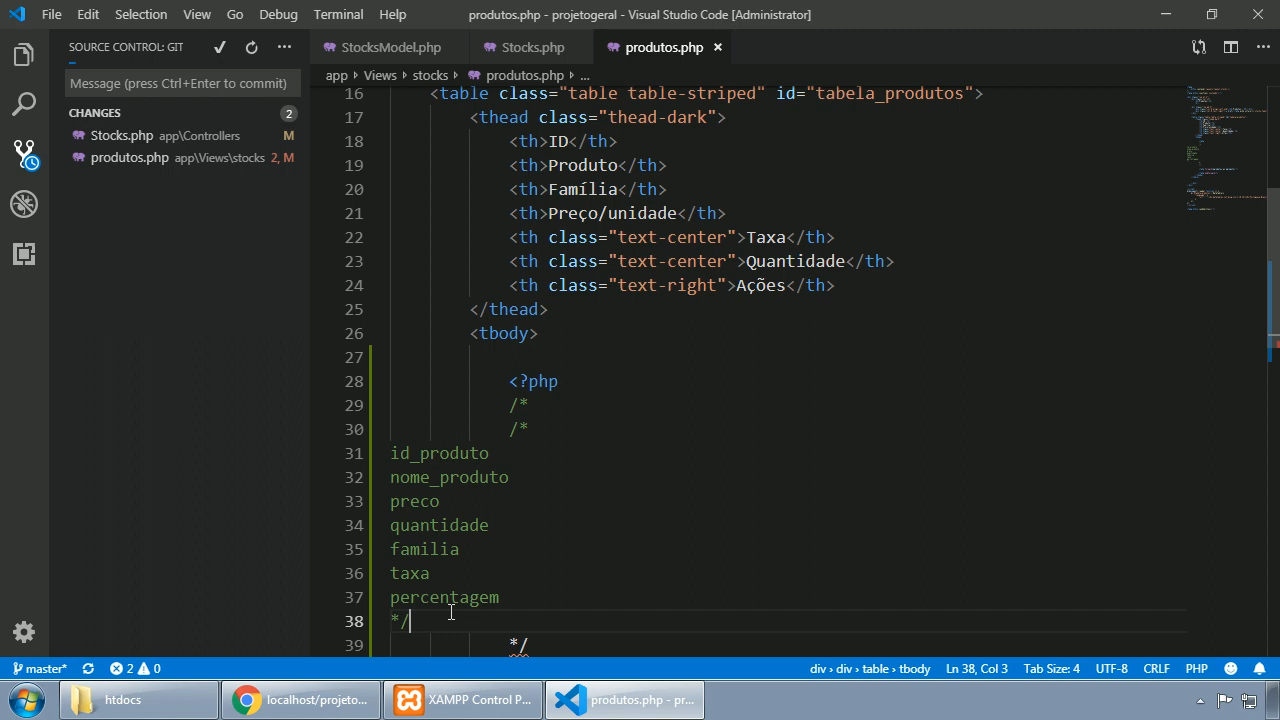 File Edit Selection View Go Debug Terminal Help
produtos.php - projetogeral - Visual Studio Code [Administrator]
SOURCE CONTROL: GIT
StocksModel.php
Stocks.php
produtos.php
Message (press Ctrl+Enter to commit)
app › Views › stocks › produtos.php › ...
CHANGES 2
Stocks.php app\Controllers M
produtos.php app\Views\stocks 2, M
16 <table class="table table-striped" id="tabela_produtos">
17 <thead class="thead-dark">
18 <th>ID</th>
19 <th>Produto</th>
20 <th>Família</th>
21 <th>Preço/unidade</th>
22 <th class="text-center">Taxa</th>
23 <th class="text-center">Quantidade</th>
24 <th class="text-right">Ações</th>
25 </thead>
26 <tbody>
27
28 <?php
29 /*
30 /*
31 id_produto
32 nome_produto
33 preco
34 quantidade
35 familia
36 taxa
37 percentagem
38 */
39 */
master* 2 0 div › div › table › tbody Ln 38, Col 3 Tab Size: 4 UTF-8 CRLF PHP
htdocs
localhost/projeto...
XAMPP Control P...
produtos.php - pr...